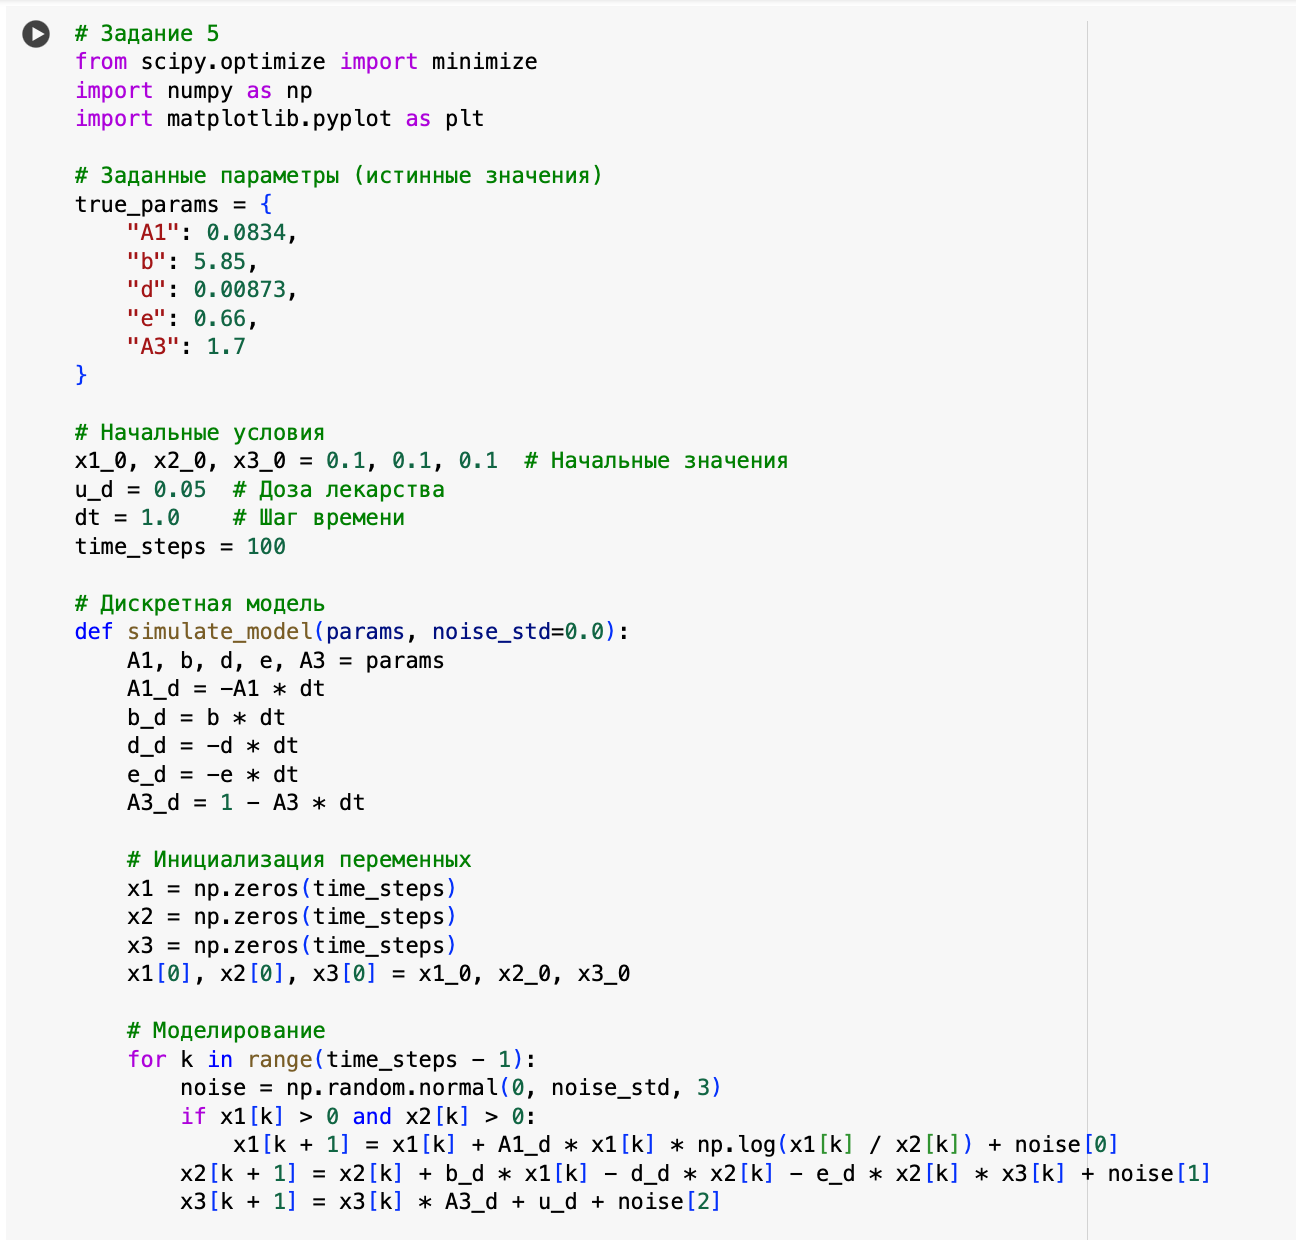 # Задание 5
from scipy.optimize import minimize
import numpy as np
import matplotlib.pyplot as plt

# Заданные параметры (истинные значения)
true_params = {
    "A1": 0.0834,
    "b": 5.85,
    "d": 0.00873,
    "e": 0.66,
    "A3": 1.7
}

# Начальные условия
x1_0, x2_0, x3_0 = 0.1, 0.1, 0.1  # Начальные значения
u_d = 0.05  # Доза лекарства
dt = 1.0    # Шаг времени
time_steps = 100

# Дискретная модель
def simulate_model(params, noise_std=0.0):
    A1, b, d, e, A3 = params
    A1_d = -A1 * dt
    b_d = b * dt
    d_d = -d * dt
    e_d = -e * dt
    A3_d = 1 - A3 * dt

    # Инициализация переменных
    x1 = np.zeros(time_steps)
    x2 = np.zeros(time_steps)
    x3 = np.zeros(time_steps)
    x1[0], x2[0], x3[0] = x1_0, x2_0, x3_0

    # Моделирование
    for k in range(time_steps - 1):
        noise = np.random.normal(0, noise_std, 3)
        if x1[k] > 0 and x2[k] > 0:
            x1[k + 1] = x1[k] + A1_d * x1[k] * np.log(x1[k] / x2[k]) + noise[0]
        x2[k + 1] = x2[k] + b_d * x1[k] - d_d * x2[k] - e_d * x2[k] * x3[k] + noise[1]
        x3[k + 1] = x3[k] * A3_d + u_d + noise[2]